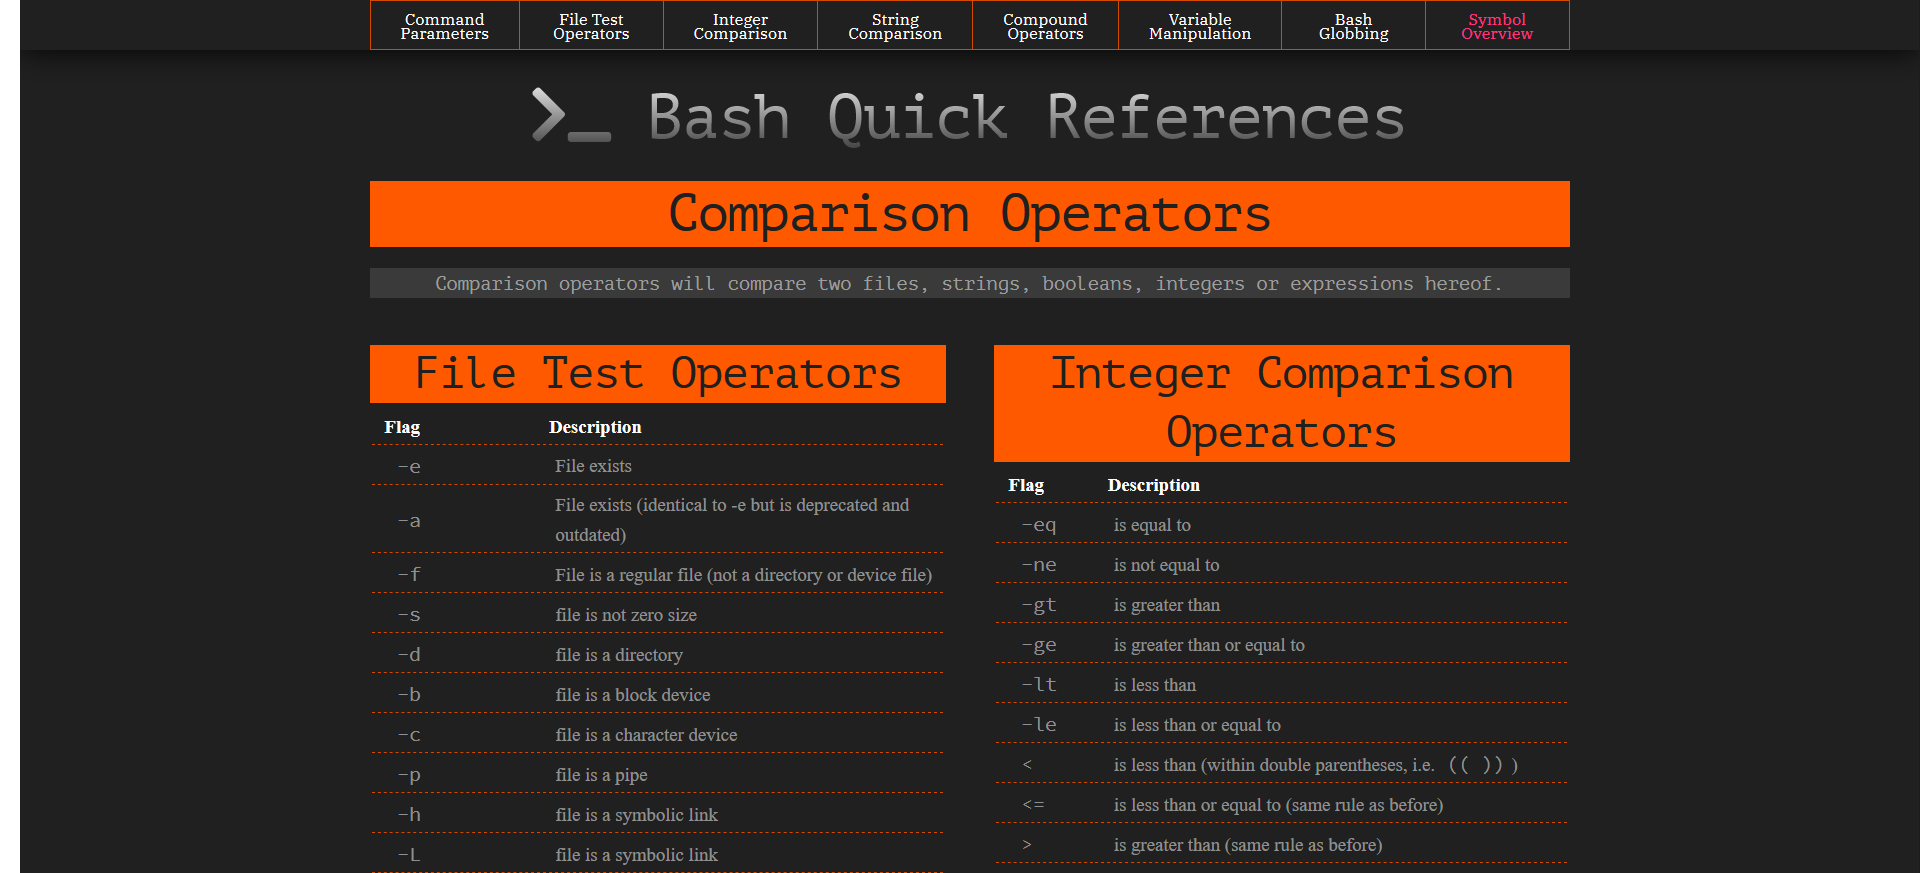 Command Parameters
File Test Operators
Integer Comparison
String Comparison
Compound Operators
Variable Manipulation
Bash Globbing
Symbol Overview
>_ Bash Quick References
Comparison Operators
Comparison operators will compare two files, strings, booleans, integers or expressions hereof.
File Test Operators
Flag Description
-e File exists
-a File exists (identical to -e but is deprecated and
outdated)
-f File is a regular file (not a directory or device file)
-s file is not zero size
-d file is a directory
-b file is a block device
-c file is a character device
-p file is a pipe
-h file is a symbolic link
-L file is a symbolic link
Integer Comparison
Operators
Flag Description
-eq is equal to
-ne is not equal to
-gt is greater than
-ge is greater than or equal to
-lt is less than
-le is less than or equal to
< is less than (within double parentheses, i.e. (( )) )
<= is less than or equal to (same rule as before)
> is greater than (same rule as before)